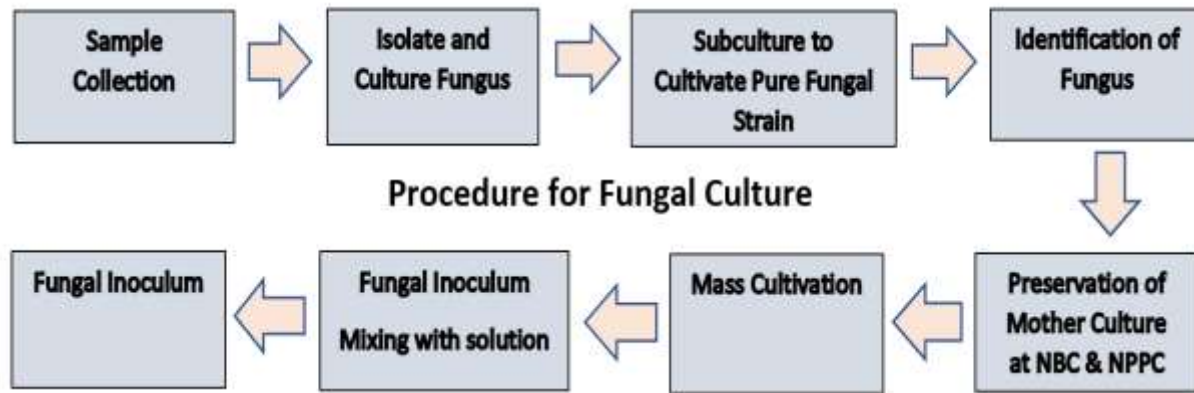 Sample
Collection
Isolate and
Culture Fungus
Subculture to
Cultivate Pure Fungal
Strain
Identification of
Fungus
Procedure for Fungal Culture
Preservation of
Mother Culture
at NBC & NPPC
Mass Cultivation
Fungal Inoculum
Mixing with solution
Fungal Inoculum